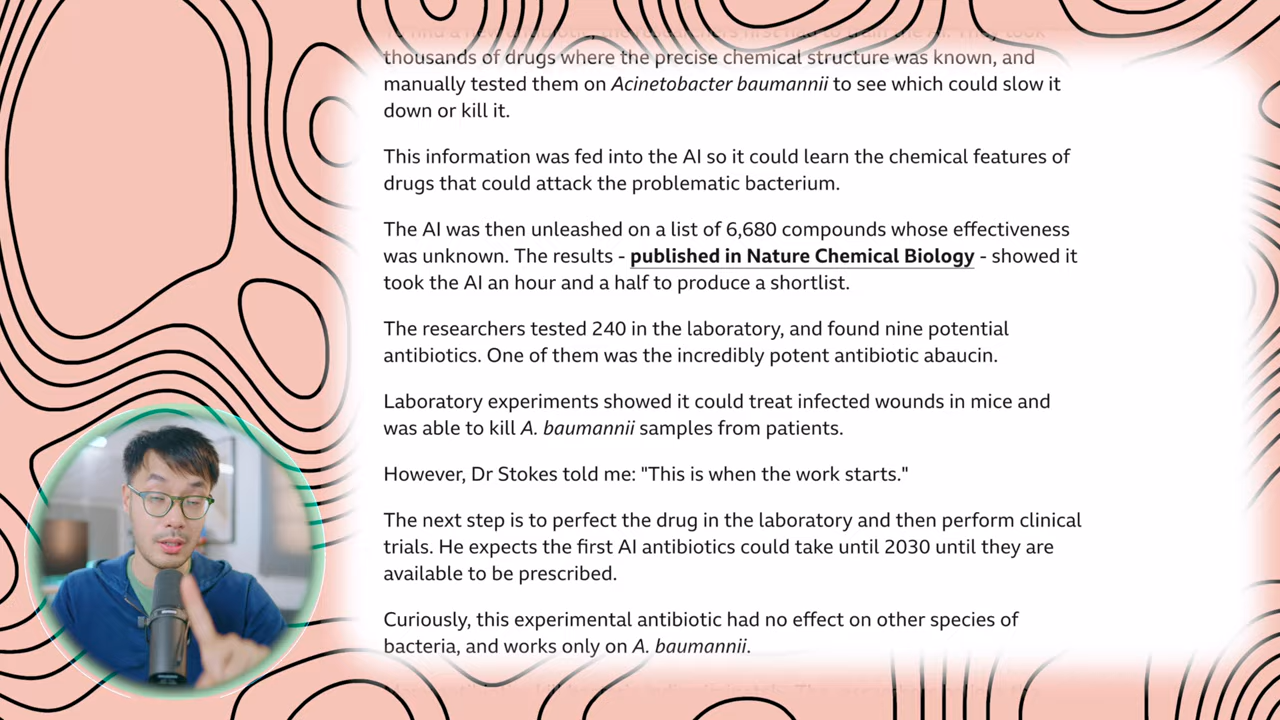 thousands of drugs where the precise chemical structure was known, and
manually tested them on Acinetobacter baumannii to see which could slow it
down or kill it.
This information was fed into the AI so it could learn the chemical features of
drugs that could attack the problematic bacterium.
The AI was then unleashed on a list of 6,680 compounds whose effectiveness
was unknown. The results - published in Nature Chemical Biology - showed it
took the AI an hour and a half to produce a shortlist.
The researchers tested 240 in the laboratory, and found nine potential
antibiotics. One of them was the incredibly potent antibiotic abaucin.
Laboratory experiments showed it could treat infected wounds in mice and
was able to kill A. baumannii samples from patients.
However, Dr Stokes told me: "This is when the work starts."
The next step is to perfect the drug in the laboratory and then perform clinical
trials. He expects the first AI antibiotics could take until 2030 until they are
available to be prescribed.
Curiously, this experimental antibiotic had no effect on other species of
bacteria, and works only on A. baumannii.